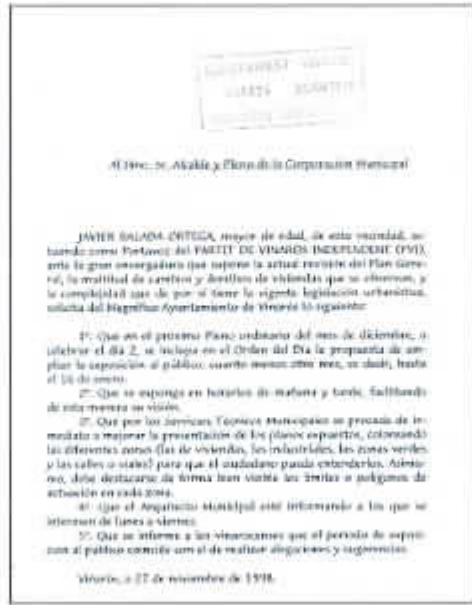 Al Ilmo. Sr. Alcalde y Pleno de la Corporación Municipal
JAVIER BALADA ORTEGA, mayor de edad, de esta vecindad, ac-
tuando como Portavoz del PARTIT DE VINARÒS INDEPENDENT (PVI),
ante la gran envergadura que supone la actual revisión del Plan Gene-
ral, la multitud de cambios y derribos de viviendas que se observan, y
la complejidad que de por sí tiene la vigente legislación urbanística,
solicita del Magnífico Ayuntamiento de Vinaròs lo siguiente:
1º. Que en el próximo Pleno ordinario del mes de diciembre, a
celebrar el día 2, se incluya en el Orden del Día la propuesta de am-
pliar la exposición al público, cuanto menos otro mes, es decir, hasta
el 16 de enero.
2º. Que se exponga en horarios de mañana y tarde, facilitando
de esta manera su visión.
3º. Que por los Servicios Técnicos Municipales se proceda de in-
mediato a mejorar la presentación de los planos expuestos, coloreando
las diferentes zonas (las de viviendas, las industriales, las zonas verdes
y las calles o viales) para que el ciudadano pueda entenderlos. Asimis-
mo, debe destacarse de forma bien visible los límites o polígonos de
actuación en cada zona.
4º. Que el Arquitecto Municipal esté informando a los que se
interesen de lunes a viernes.
5º. Que se informe a los vinarocenses que el período de exposi-
ción al público coincide con el de realizar alegaciones y sugerencias.
Vinaròs, a 27 de noviembre de 1998.